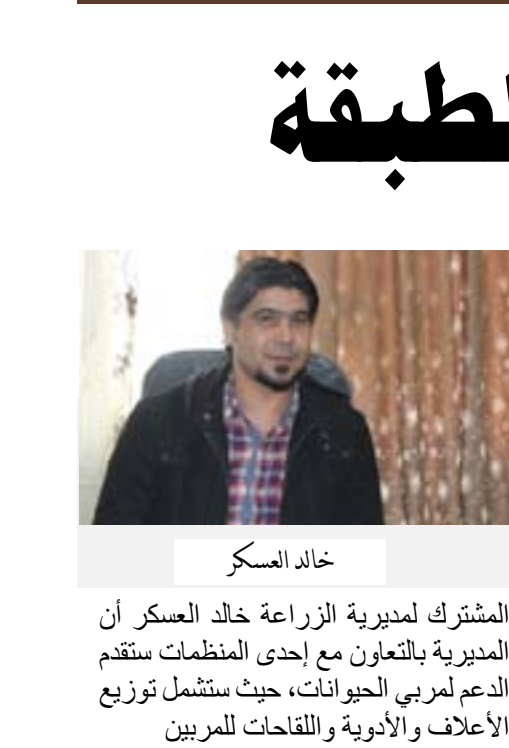 لطبقة
خالد العسكر
المشترك لمديرية الزراعة خالد العسكر أن
المديرية بالتعاون مع إحدى المنظمات ستقدم
الدعم لمربي الحيوانات، حيث ستشمل توزيع
الأعلاف والأدوية واللقاحات للمربين